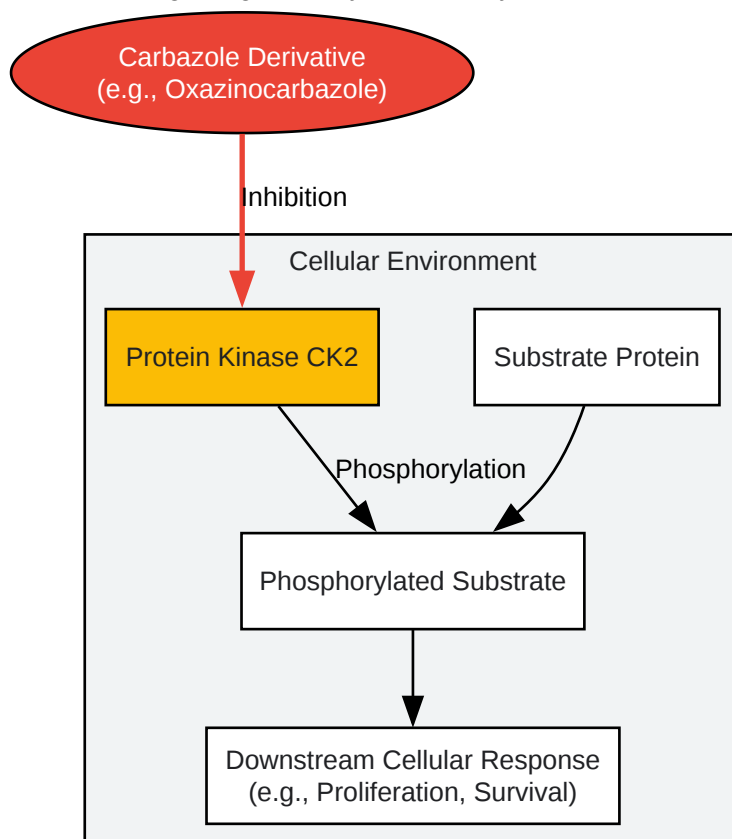 Carbazole Derivative
(e.g., Oxazinocarbazole)
Inhibition
Cellular Environment
Protein Kinase CK2
Substrate Protein
Phosphorylation
Phosphorylated Substrate
Downstream Cellular Response
(e.g., Proliferation, Survival)